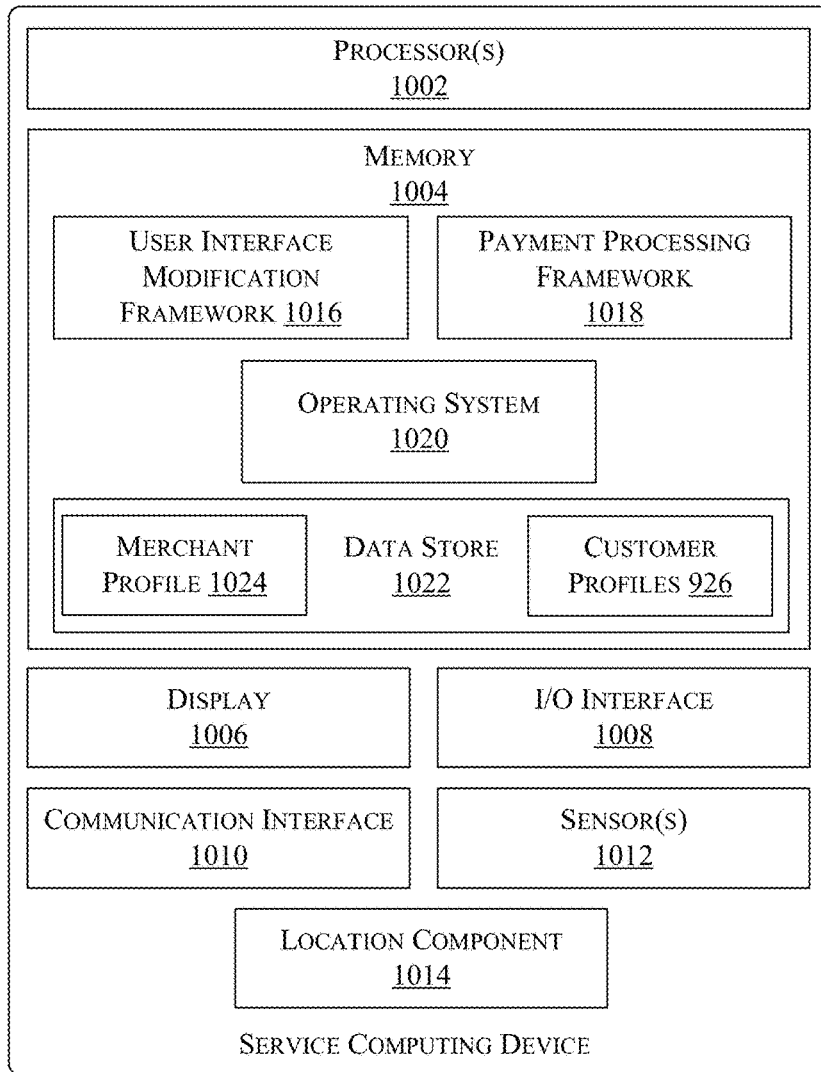 PROCESSOR(S)
1002
MEMORY
1004
USER INTERFACE
MODIFICATION
FRAMEWORK 1016
PAYMENT PROCESSING
FRAMEWORK
1018
OPERATING SYSTEM
1020
MERCHANT
PROFILE 1024
DATA STORE
1022
CUSTOMER
PROFILES 926
DISPLAY
1006
I/O INTERFACE
1008
COMMUNICATION INTERFACE
1010
SENSOR(S)
1012
LOCATION COMPONENT
1014
SERVICE COMPUTING DEVICE